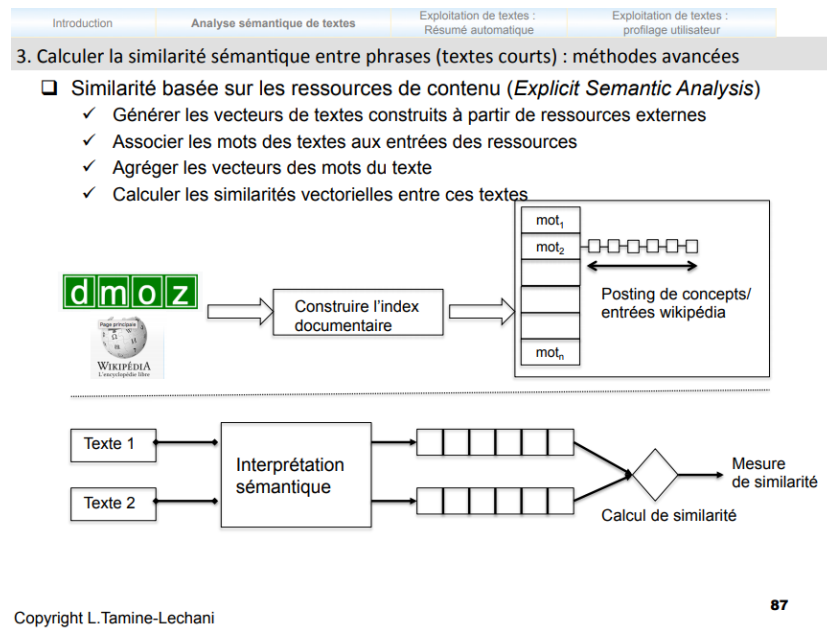 Introduction
Analyse sémantique de textes
Exploitation de textes :
Résumé automatique
Exploitation de textes :
profilage utilisateur
3. Calculer la similarité sémantique entre phrases (textes courts) : méthodes avancées
Similarité basée sur les ressources de contenu (Explicit Semantic Analysis)
Générer les vecteurs de textes construits à partir de ressources externes
Associer les mots des textes aux entrées des ressources
Agréger les vecteurs des mots du texte
Calculer les similarités vectorielles entre ces textes
mot1
mot2
motn
Posting de concepts/
entrées wikipédia
dmoz
Construire l'index
documentaire
Page principale
WIKIPÉDIA
L'encyclopédie libre
Texte 1
Texte 2
Interprétation
sémantique
Mesure
de similarité
Calcul de similarité
87
Copyright L.Tamine-Lechani